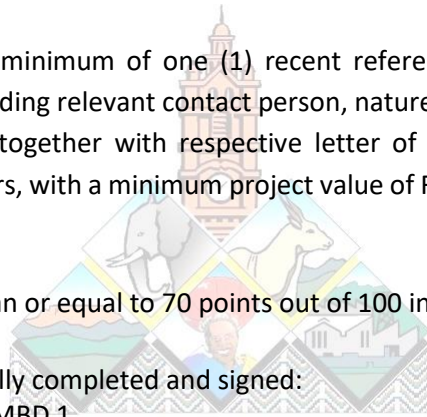 minimum of one (1) recent refere
ding relevant contact person, nature
together with respective letter of
rs, with a minimum project value of
n or equal to 70 points out of 100 in
lly completed and signed:
MBD 1